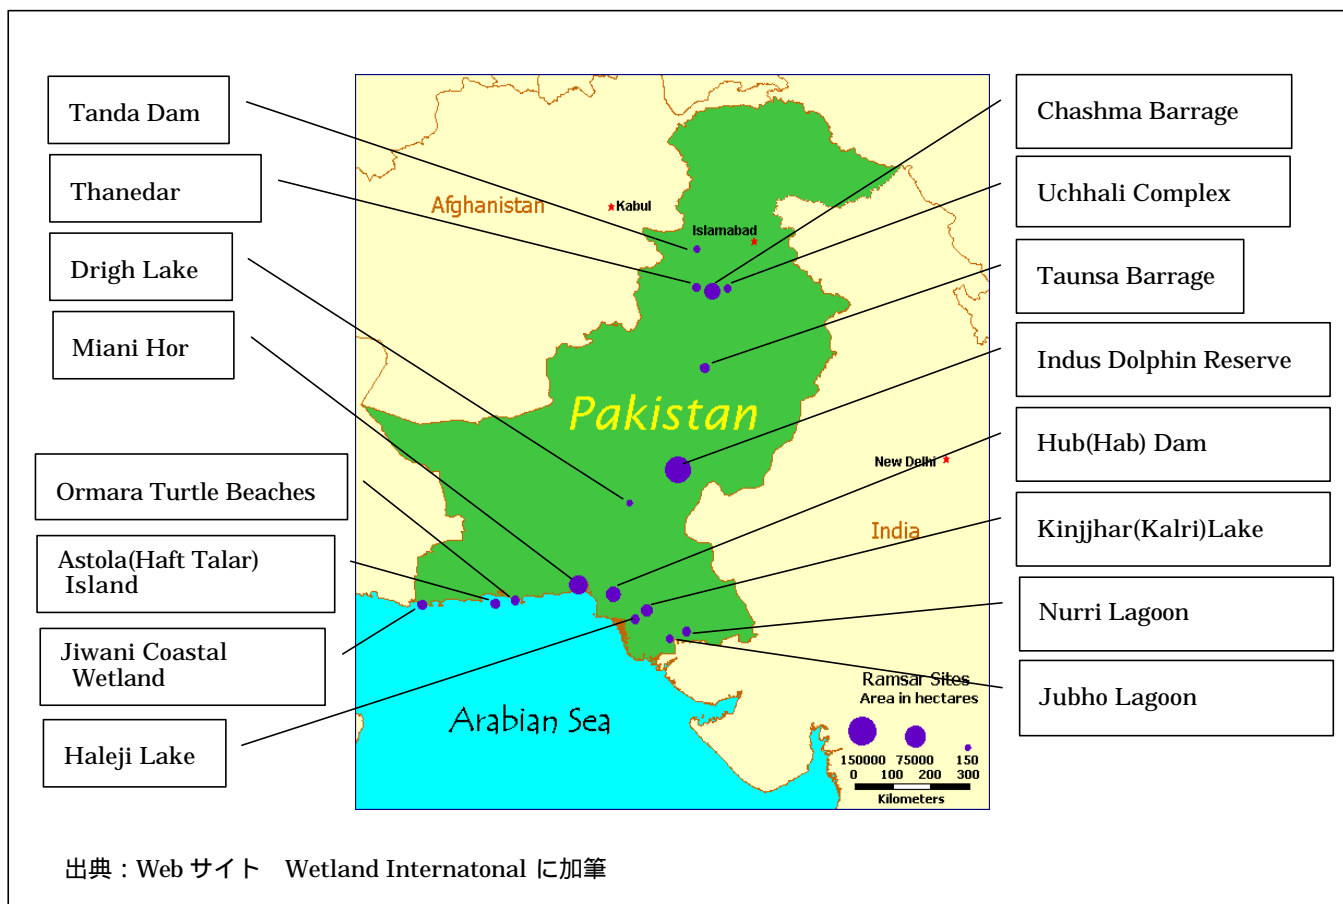 Tanda Dam
Thanedar
Drigh Lake
Miani Hor
Ormara Turtle Beaches
Astola(Haft Talar)
Island
Jiwani Coastal
Wetland
Haleji Lake
Afghanistan
Kabul
Islamabad
Pakistan
New Delhi
India
Arabian Sea
Ramsar Sites
Area in hectares
150000 75000 150
0 100 200 300
Kilometers
Chashma Barrage
Uchhali Complex
Taunsa Barrage
Indus Dolphin Reserve
Hub(Hab) Dam
Kinjjhar(Kalri)Lake
Nurri Lagoon
Jubho Lagoon
出典：Web サイト　Wetland Internatonal に加筆